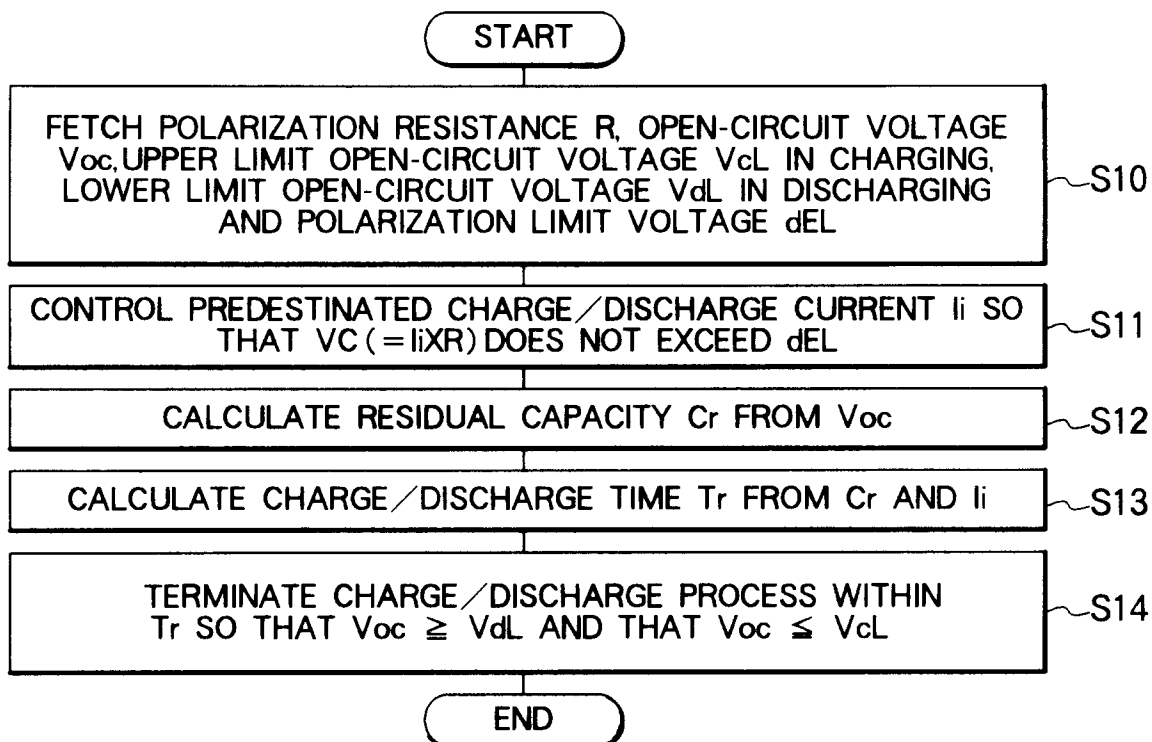 START
FETCH POLARIZATION RESISTANCE R, OPEN-CIRCUIT VOLTAGE
Voc, UPPER LIMIT OPEN-CIRCUIT VOLTAGE VcL IN CHARGING,
LOWER LIMIT OPEN-CIRCUIT VOLTAGE VdL IN DISCHARGING
AND POLARIZATION LIMIT VOLTAGE dEL
S10
CONTROL PREDESTINATED CHARGE/DISCHARGE CURRENT Ii SO
THAT VC (=IiXR) DOES NOT EXCEED dEL
S11
CALCULATE RESIDUAL CAPACITY Cr FROM Voc
S12
CALCULATE CHARGE/DISCHARGE TIME Tr FROM Cr AND Ii
S13
TERMINATE CHARGE/DISCHARGE PROCESS WITHIN
Tr SO THAT Voc ≧ VdL AND THAT Voc ≦ VcL
S14
END